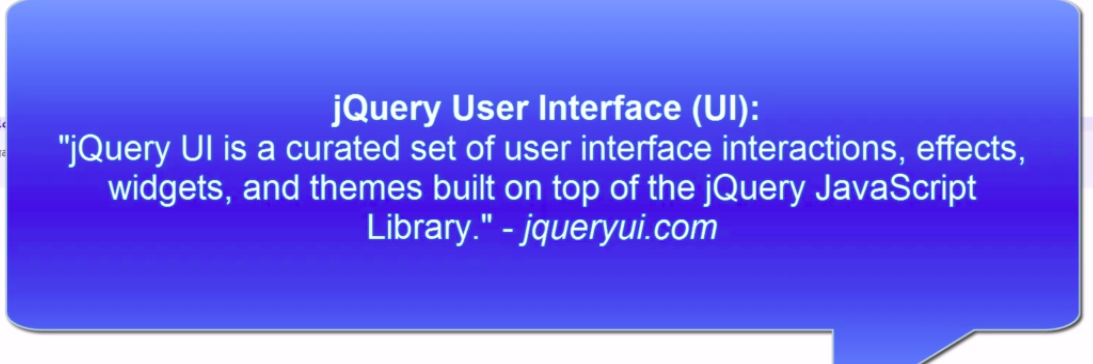 jQuery User Interface (UI):
"jQuery UI is a curated set of user interface interactions, effects,
widgets, and themes built on top of the jQuery JavaScript
Library." - jqueryui.com